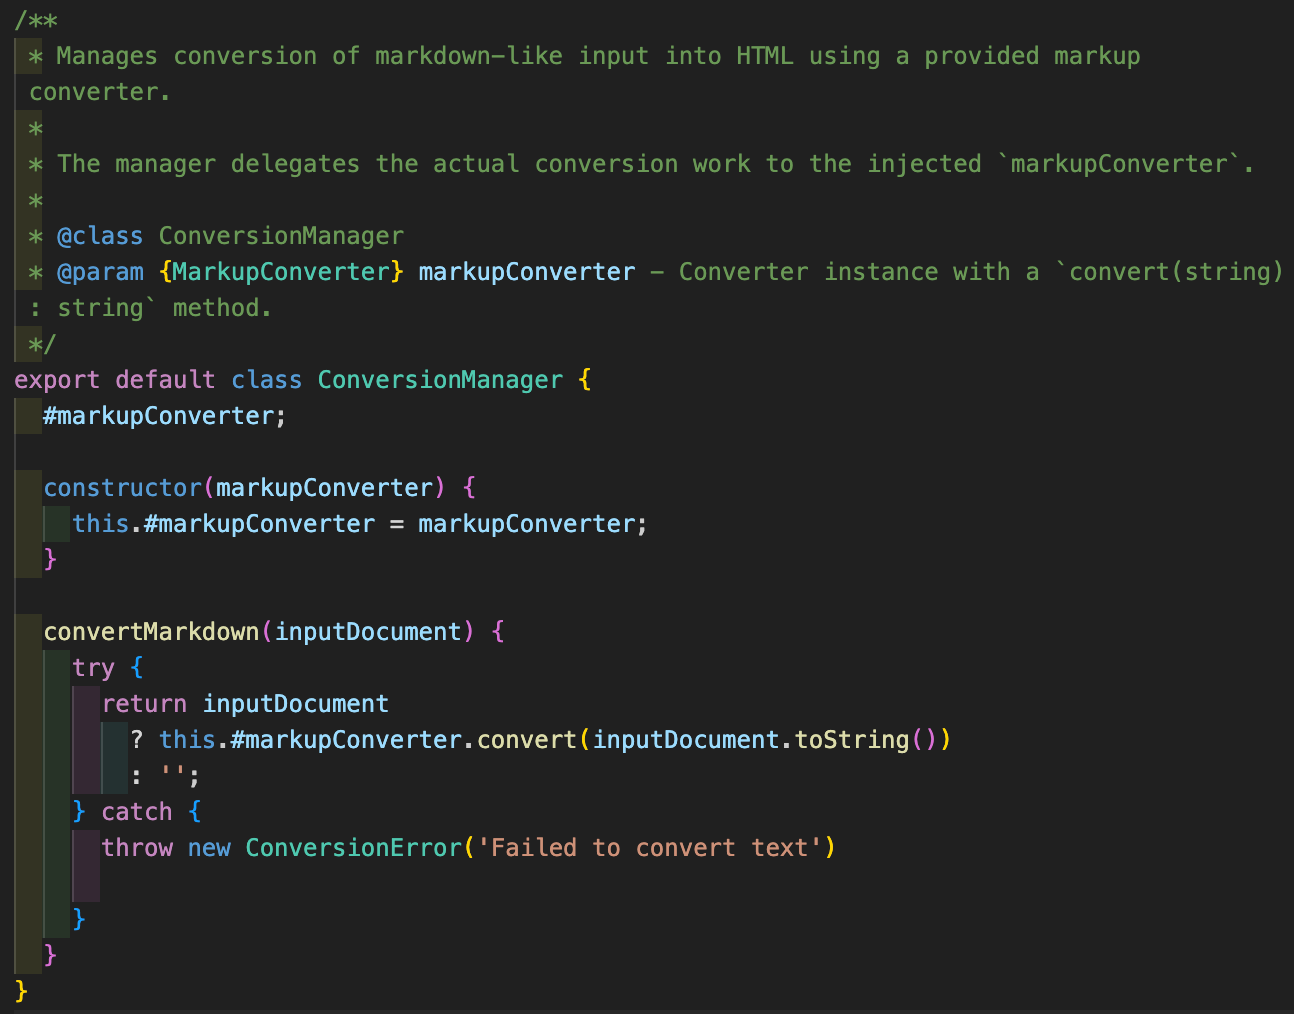 /**
 * Manages conversion of markdown-like input into HTML using a provided markup
 converter.
 *
 * The manager delegates the actual conversion work to the injected `markupConverter`.
 *
 * @class ConversionManager
 * @param {MarkupConverter} markupConverter - Converter instance with a `convert(string)
 : string` method.
 */
export default class ConversionManager {
  #markupConverter;

  constructor(markupConverter) {
    this.#markupConverter = markupConverter;
  }

  convertMarkdown(inputDocument) {
    try {
      return inputDocument
        ? this.#markupConverter.convert(inputDocument.toString())
        : '';
    } catch {
      throw new ConversionError('Failed to convert text')

    }
  }
}